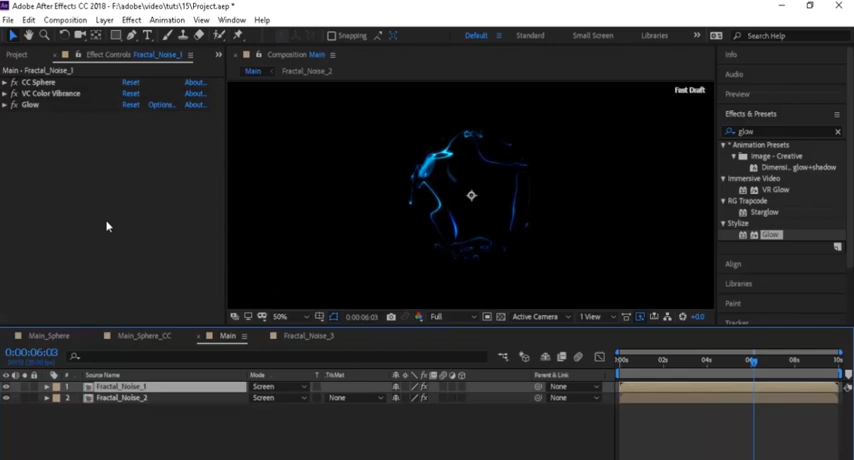 Adobe After Effects CC 2018 - F:\adobe\video\tuts\15\Project.aep *
File Edit Composition Layer Effect Animation View Window Help
Snapping Default Standard Small Screen Libraries Search Help
Project Effect Controls Fractal_Noise_1
Main - Fractal_Noise_1
CC Sphere Reset About...
VC Color Vibrance Reset About...
Glow Reset Options... About...
Composition Main
Main Fractal_Noise_2
Fast Draft
50% 0:00:06:03 Full Active Camera 1 View +0.0
Info
Audio
Preview
Effects & Presets
glow
* Animation Presets
Image - Creative
Dimensi...glow+shadow
Immersive Video
VR Glow
RG Trapcode
Starglow
Stylize
Glow
Align
Libraries
Paint
Tracker
Main_Sphere Main_Sphere_CC Main Fractal_Noise_3
0:00:06:03
# Source Name Mode T TrkMat Parent & Link
1 Fractal_Noise_1 Screen None
2 Fractal_Noise_2 Screen None None
:00s 02s 04s 06s 08s 10s